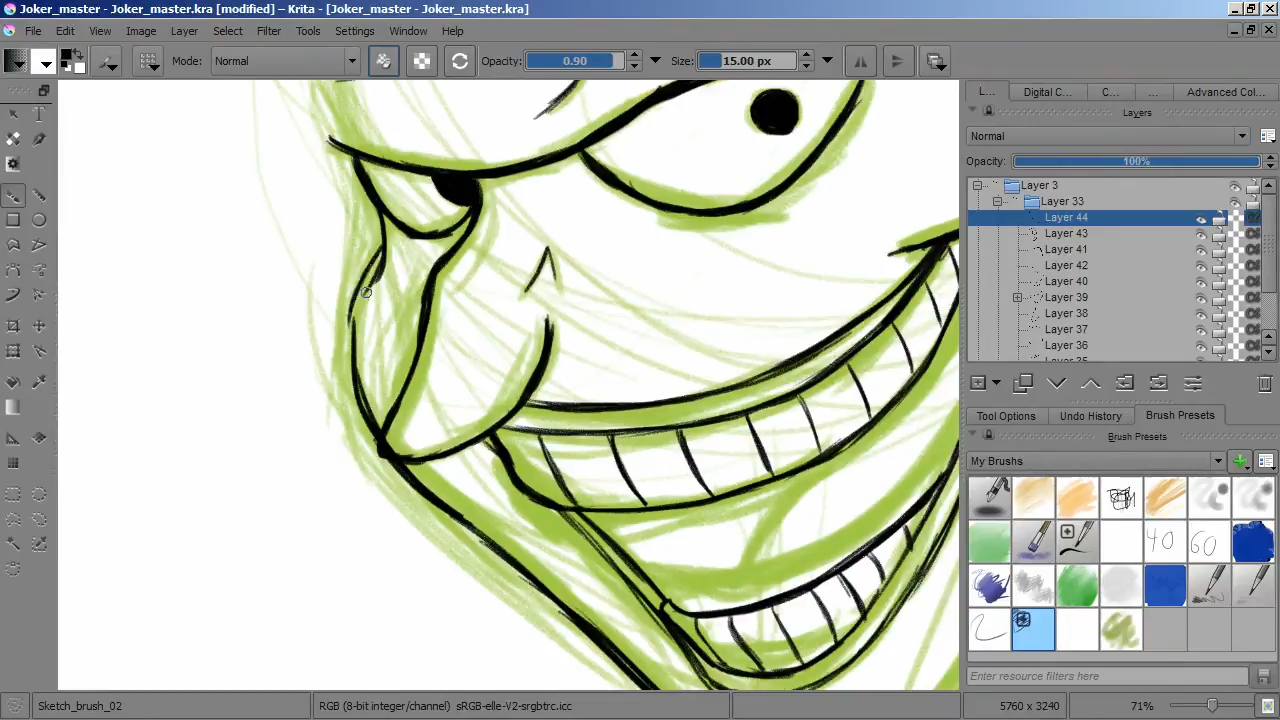 Joker_master - Joker_master.kra [modified] – Krita - [Joker_master - Joker_master.kra]
File Edit View Image Layer Select Filter Tools Settings Window Help
Mode: Normal Opacity: 0.90 Size: 15.00 px
L... Digital C... C... ... Advanced Col...
Layers
Normal
Opacity: 100%
Layer 3
Layer 33
Layer 44
Layer 43
Layer 41
Layer 42
Layer 40
Layer 39
Layer 38
Layer 37
Layer 36
Layer 35
Tool Options Undo History Brush Presets
Brush Presets
My Brushes
40 60
Enter resource filters here
Sketch_brush_02 RGB (8-bit integer/channel) sRGB-elle-V2-srgbtrc.icc 5760 x 3240 71%